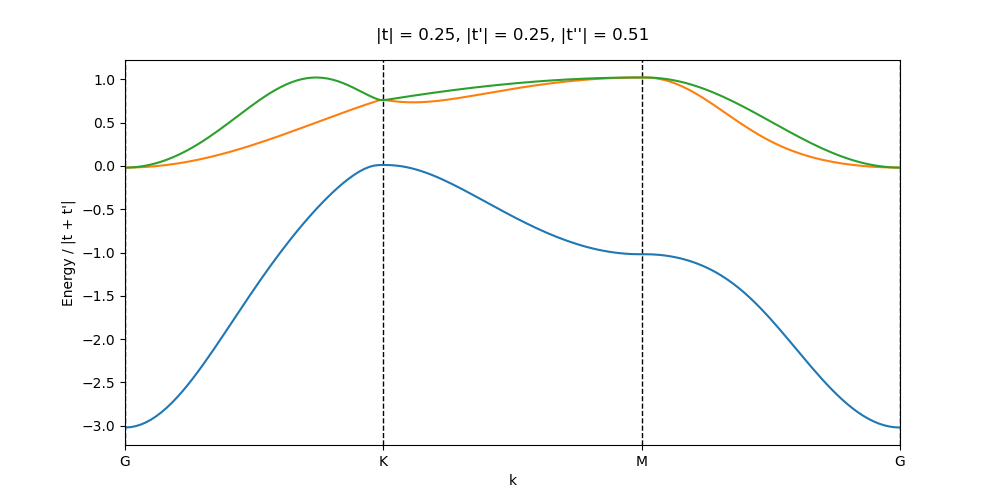 |t| = 0.25, |t'| = 0.25, |t''| = 0.51
Energy / |t + t'|
1.0
0.5
0.0
−0.5
−1.0
−1.5
−2.0
−2.5
−3.0
G K M G
k